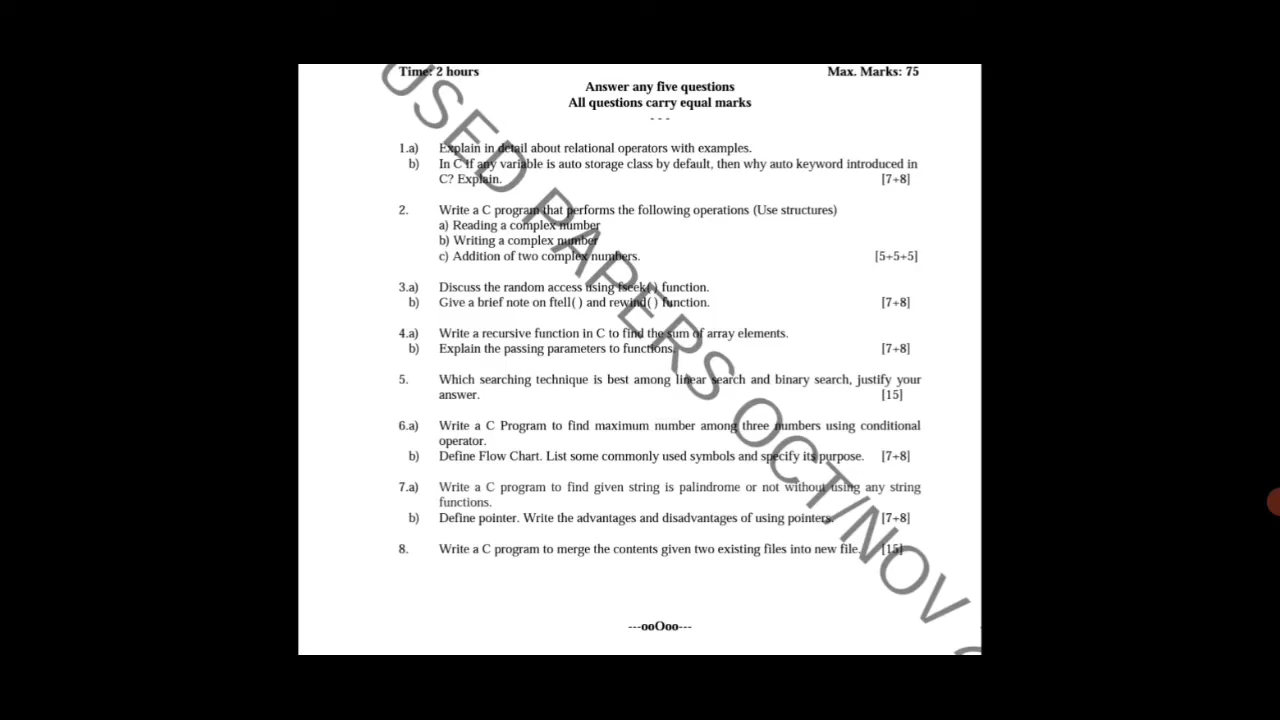 Time: 2 hours Max. Marks: 75
Answer any five questions
All questions carry equal marks
- - -
1.a) Explain in detail about relational operators with examples.
b) In C if any variable is auto storage class by default, then why auto keyword introduced in
C? Explain. [7+8]
2. Write a C program that performs the following operations (Use structures)
a) Reading a complex number
b) Writing a complex number
c) Addition of two complex numbers. [5+5+5]
3.a) Discuss the random access using fseek( ) function.
b) Give a brief note on ftell( ) and rewind( ) function. [7+8]
4.a) Write a recursive function in C to find the sum of array elements.
b) Explain the passing parameters to functions. [7+8]
5. Which searching technique is best among linear search and binary search, justify your
answer. [15]
6.a) Write a C Program to find maximum number among three numbers using conditional
operator.
b) Define Flow Chart. List some commonly used symbols and specify its purpose. [7+8]
7.a) Write a C program to find given string is palindrome or not without using any string
functions.
b) Define pointer. Write the advantages and disadvantages of using pointers. [7+8]
8. Write a C program to merge the contents given two existing files into new file. [15]
---ooOoo---
USED PAPERS OCT/NOV